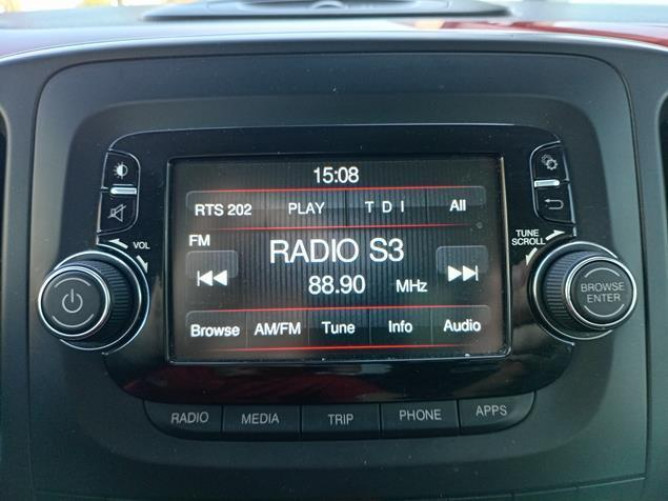 15:08
RTS 202 PLAY T D I All
FM
RADIO S3
88.90 MHz
Browse AM/FM Tune Info Audio
VOL
TUNE
SCROLL
BROWSE
ENTER
RADIO MEDIA TRIP PHONE APPS